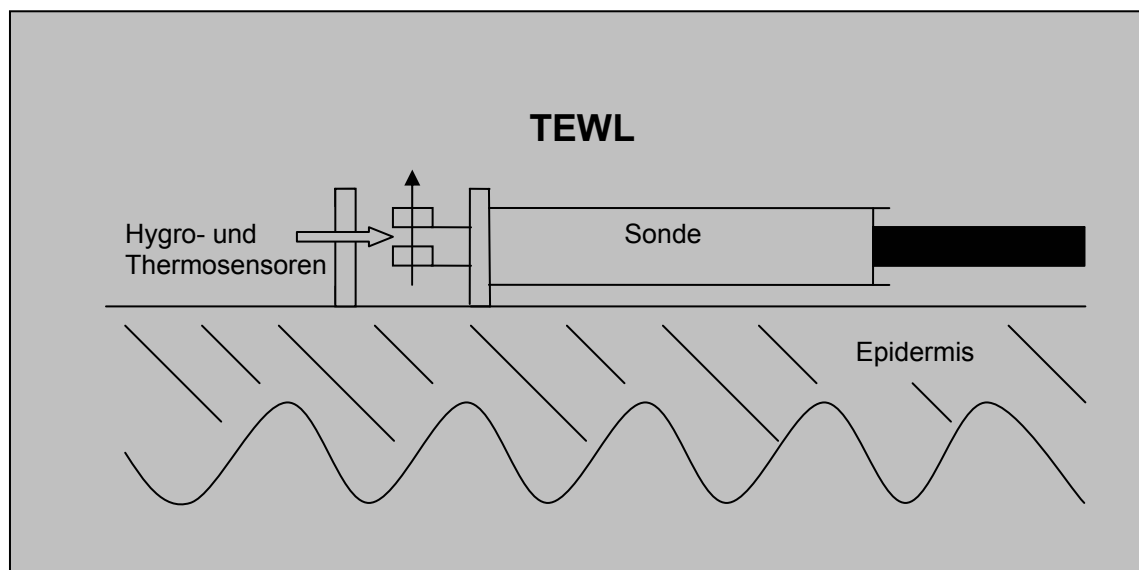 TEWL
Hygro- und
Thermosensoren
Sonde
Epidermis